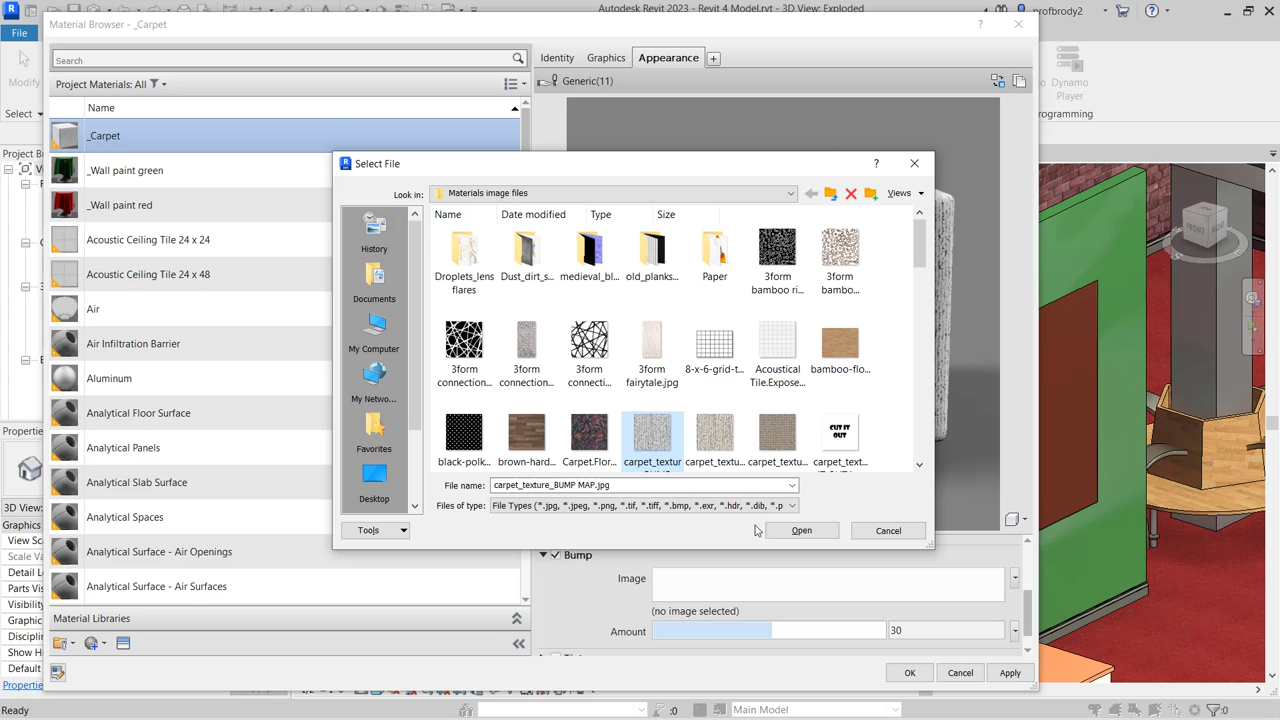 Autodesk Revit 2023 - Revit 4 Model.rvt - 3D View: Exploded
profbrody2
File
Modify
Select
Material Browser - _Carpet
Search
Project Materials: All
Name
_Carpet
_Wall paint green
_Wall paint red
Acoustic Ceiling Tile 24 x 24
Acoustic Ceiling Tile 24 x 48
Air
Air Infiltration Barrier
Aluminum
Analytical Floor Surface
Analytical Panels
Analytical Slab Surface
Analytical Spaces
Analytical Surface - Air Openings
Analytical Surface - Air Surfaces
Material Libraries
Identity
Graphics
Appearance
Generic(11)
Dynamo
Player
rogramming
Project B
Properti
3D View:
Graphics
View Sc
Scale Va
Detail L
Parts Vis
Visibility
Graphic
Disciplin
Show H
Default
Properties
Select File
Look in:
Materials image files
Views
History
Documents
My Computer
My Netwo...
Favorites
Desktop
Name
Date modified
Type
Size
Droplets_lens
flares
Dust_dirt_s...
medieval_bl...
old_planks...
Paper
3form
bamboo ri...
3form
bambo...
3form
connection...
3form
connection...
3form
connecti...
3form
fairytale.jpg
8-x-6-grid-t...
Acoustical
Tile.Expose...
bamboo-flo...
black-polk...
brown-hard...
Carpet.Flor...
carpet_textur
carpet_textu...
carpet_textu...
CUT IT
OUT
carpet_text...
File name:
carpet_texture_BUMP MAP.jpg
Files of type:
File Types (*.jpg, *.jpeg, *.png, *.tif, *.tiff, *.bmp, *.exr, *.hdr, *.dib, *.p
Tools
Open
Cancel
Bump
Image
(no image selected)
Amount
30
OK
Cancel
Apply
FRONT
Ready
:0
Main Model
:0